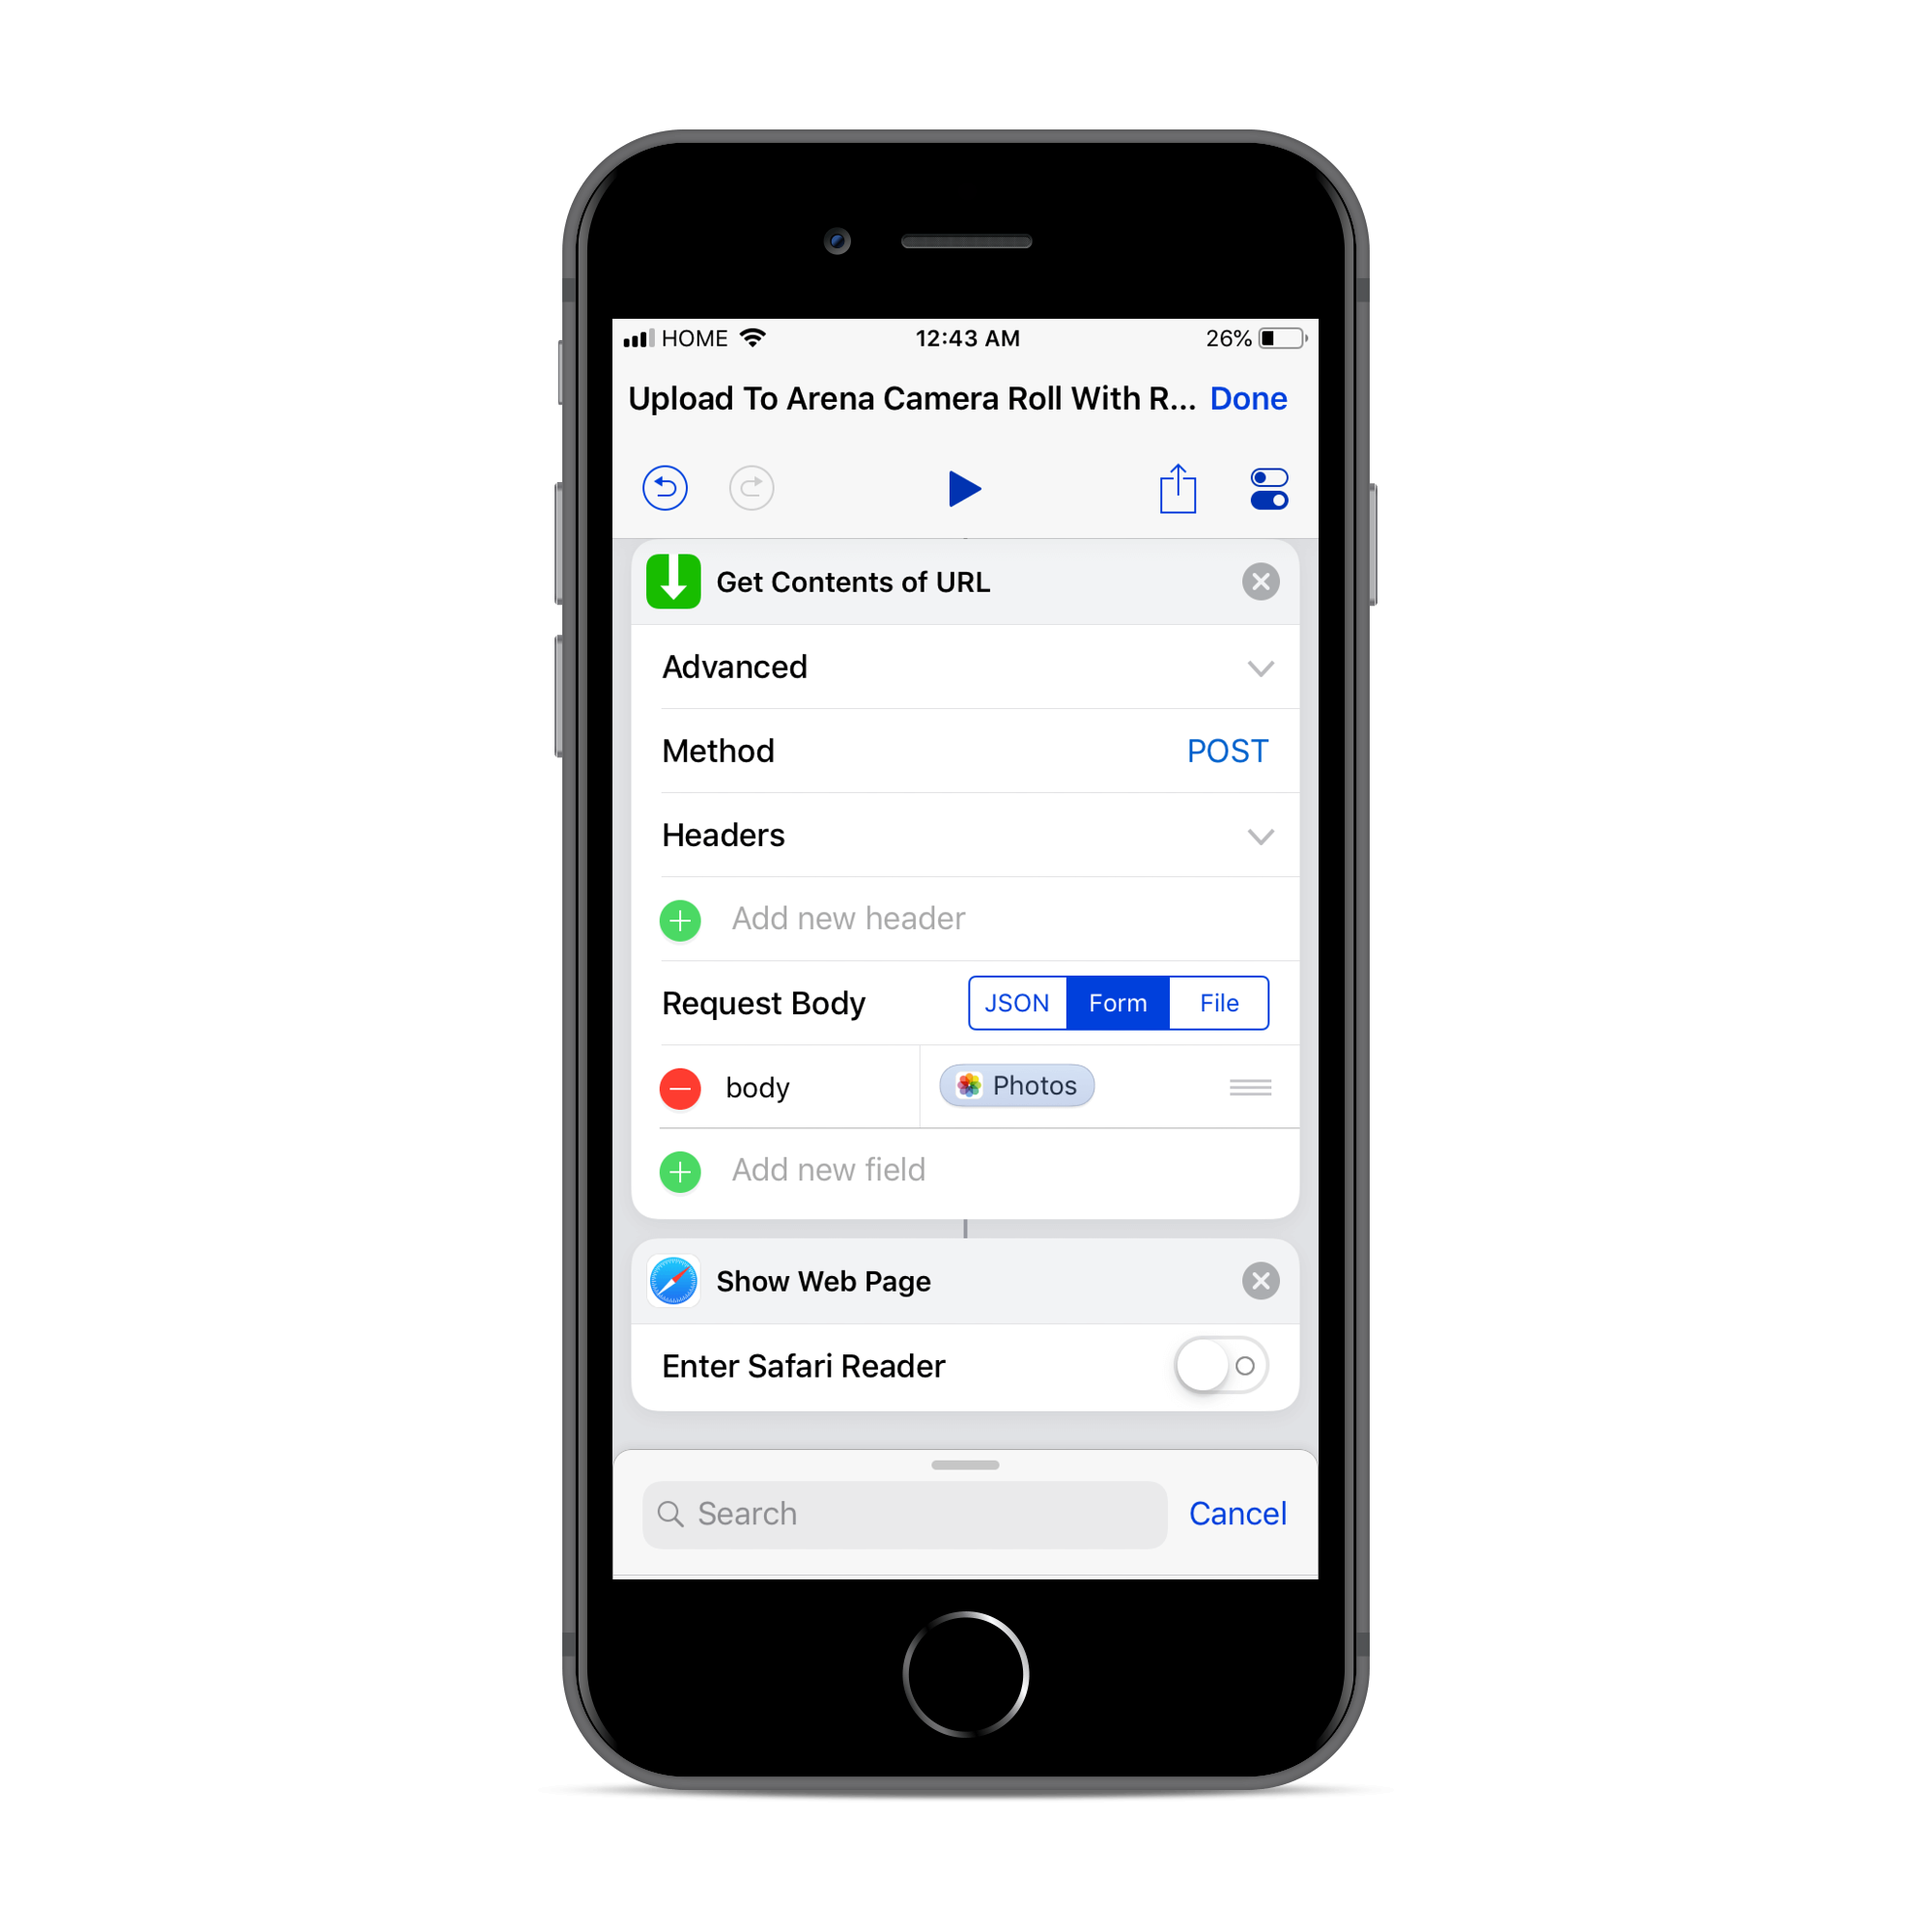 HOME 12:43 AM 26%
Upload To Arena Camera Roll With R... Done
Get Contents of URL
Advanced
Method POST
Headers
Add new header
Request Body JSON Form File
body Photos
Add new field
Show Web Page
Enter Safari Reader
Search Cancel